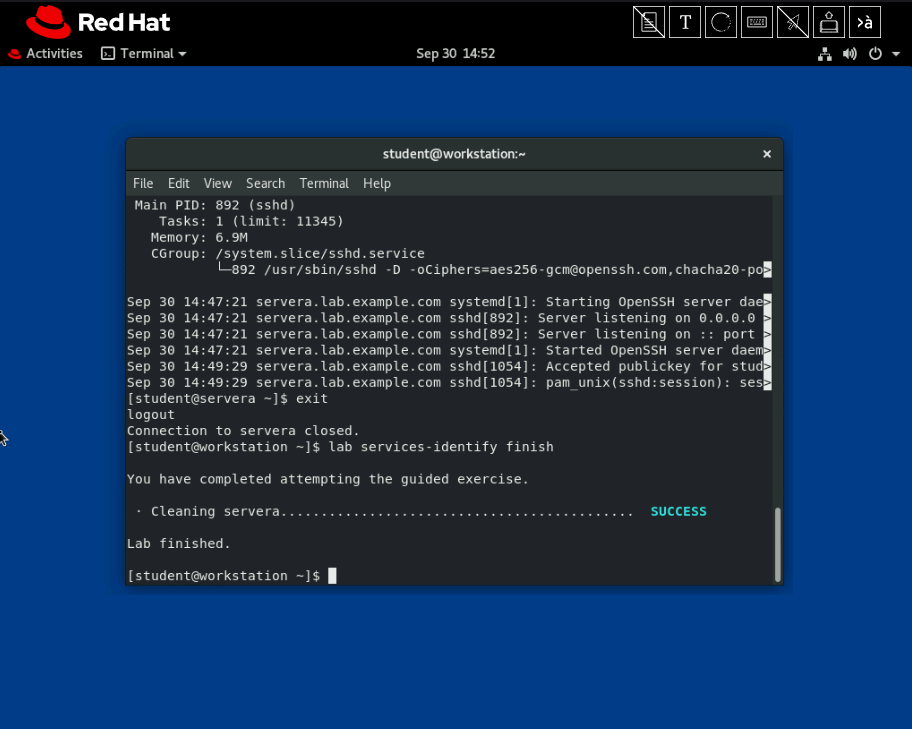 Red Hat
T
>à
Activities
Terminal
Sep 30 14:52
student@workstation:~
×
File Edit View Search Terminal Help
Main PID: 892 (sshd)
Tasks: 1 (limit: 11345)
Memory: 6.9M
CGroup: /system.slice/sshd.service
└─892 /usr/sbin/sshd -D -oCiphers=aes256-gcm@openssh.com,chacha20-po>
Sep 30 14:47:21 servera.lab.example.com systemd[1]: Starting OpenSSH server dae>
Sep 30 14:47:21 servera.lab.example.com sshd[892]: Server listening on 0.0.0.0 >
Sep 30 14:47:21 servera.lab.example.com sshd[892]: Server listening on :: port >
Sep 30 14:47:21 servera.lab.example.com systemd[1]: Started OpenSSH server daem>
Sep 30 14:49:29 servera.lab.example.com sshd[1054]: Accepted publickey for stud>
Sep 30 14:49:29 servera.lab.example.com sshd[1054]: pam_unix(sshd:session): ses>
[student@servera ~]$ exit
logout
Connection to servera closed.
[student@workstation ~]$ lab services-identify finish
You have completed attempting the guided exercise.
· Cleaning servera............................................ SUCCESS
Lab finished.
[student@workstation ~]$